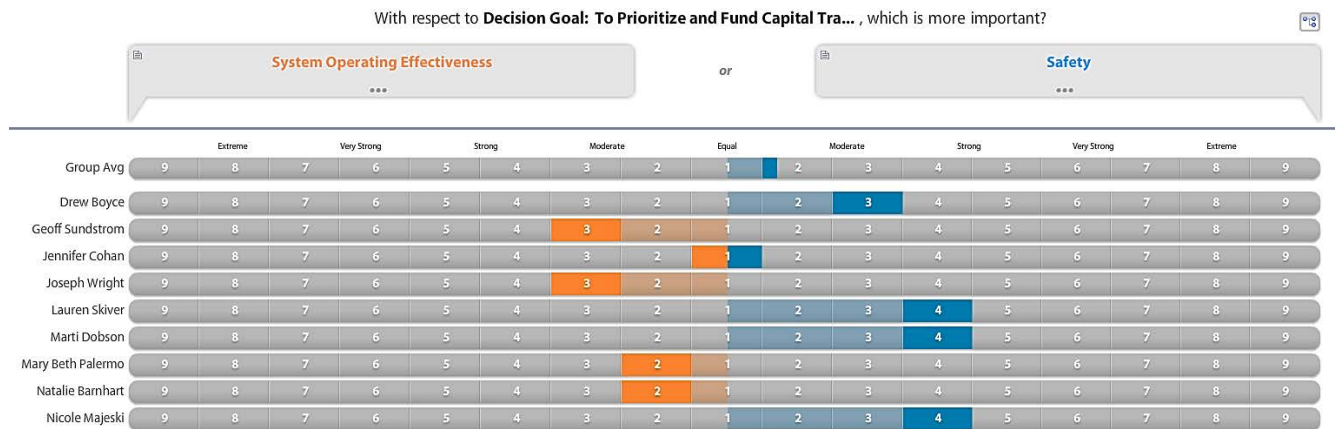 With respect to Decision Goal: To Prioritize and Fund Capital Tra... , which is more important?
System Operating Effectiveness
or
Safety
Extreme Very Strong Strong Moderate Equal Moderate Strong Very Strong Extreme
Group Avg 9 8 7 6 5 4 3 2 1 2 3 4 5 6 7 8 9
Drew Boyce 9 8 7 6 5 4 3 2 1 2 3 4 5 6 7 8 9
Geoff Sundstrom 9 8 7 6 5 4 3 2 1 2 3 4 5 6 7 8 9
Jennifer Cohan 9 8 7 6 5 4 3 2 1 2 3 4 5 6 7 8 9
Joseph Wright 9 8 7 6 5 4 3 2 1 2 3 4 5 6 7 8 9
Lauren Skiver 9 8 7 6 5 4 3 2 1 2 3 4 5 6 7 8 9
Marti Dobson 9 8 7 6 5 4 3 2 1 2 3 4 5 6 7 8 9
Mary Beth Palermo 9 8 7 6 5 4 3 2 1 2 3 4 5 6 7 8 9
Natalie Barnhart 9 8 7 6 5 4 3 2 1 2 3 4 5 6 7 8 9
Nicole Majeski 9 8 7 6 5 4 3 2 1 2 3 4 5 6 7 8 9